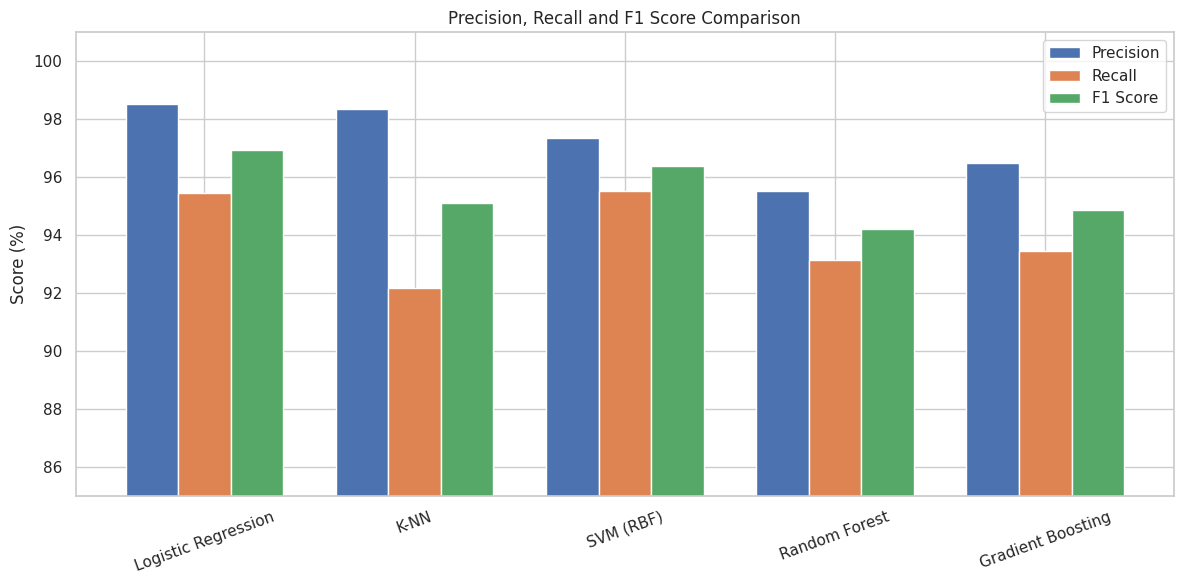 Precision, Recall and F1 Score Comparison
Precision
Recall
F1 Score
100
98
96
94
92
90
88
86
Score (%)
Logistic Regression
K-NN
SVM (RBF)
Random Forest
Gradient Boosting